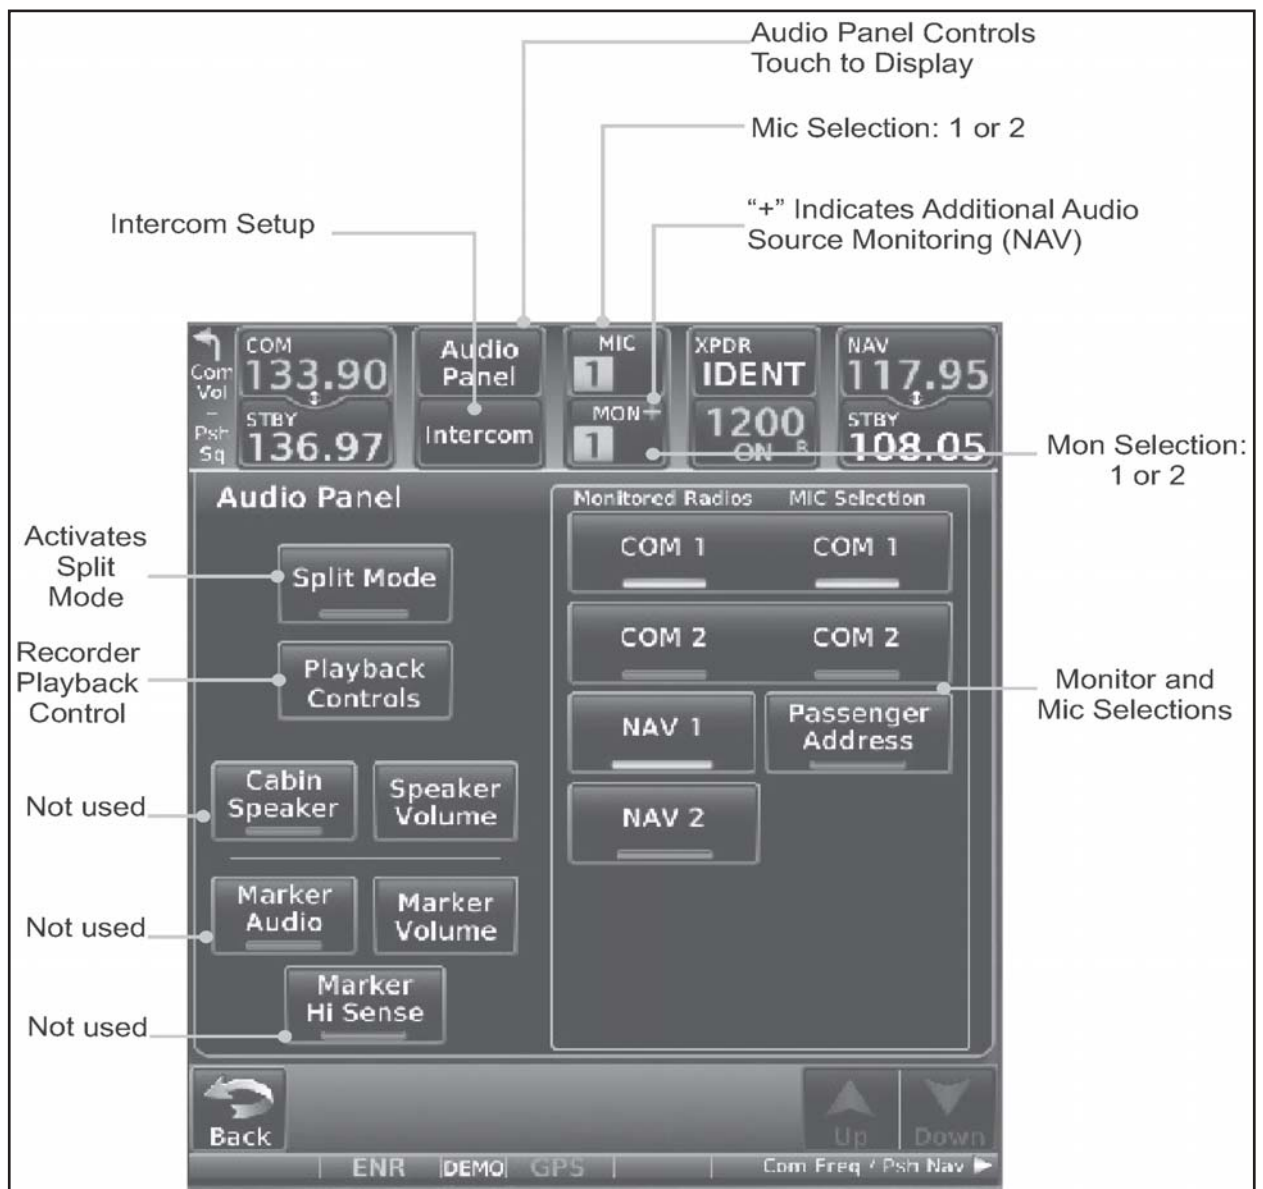 Audio Panel Controls
Touch to Display
Mic Selection: 1 or 2
“+” Indicates Additional Audio
Source Monitoring (NAV)
Intercom Setup
Com
Vol
–
Psh
Sq
COM
133.90
STBY
136.97
Audio
Panel
Intercom
MIC
1
MON+
1
XPDR
IDENT
1200
ON R
NAV
117.95
STBY
108.05
Mon Selection:
1 or 2
Audio Panel
Monitored Radios MIC Selection
Activates
Split
Mode
Split Mode
COM 1 COM 1
COM 2 COM 2
Recorder
Playback
Control
Playback
Controls
NAV 1
Passenger
Address
Monitor and
Mic Selections
NAV 2
Not used
Cabin
Speaker
Speaker
Volume
Not used
Marker
Audio
Marker
Volume
Not used
Marker
Hi Sense
Back
Up
Down
ENR DEMO GPS
Com Freq / Psh Nav